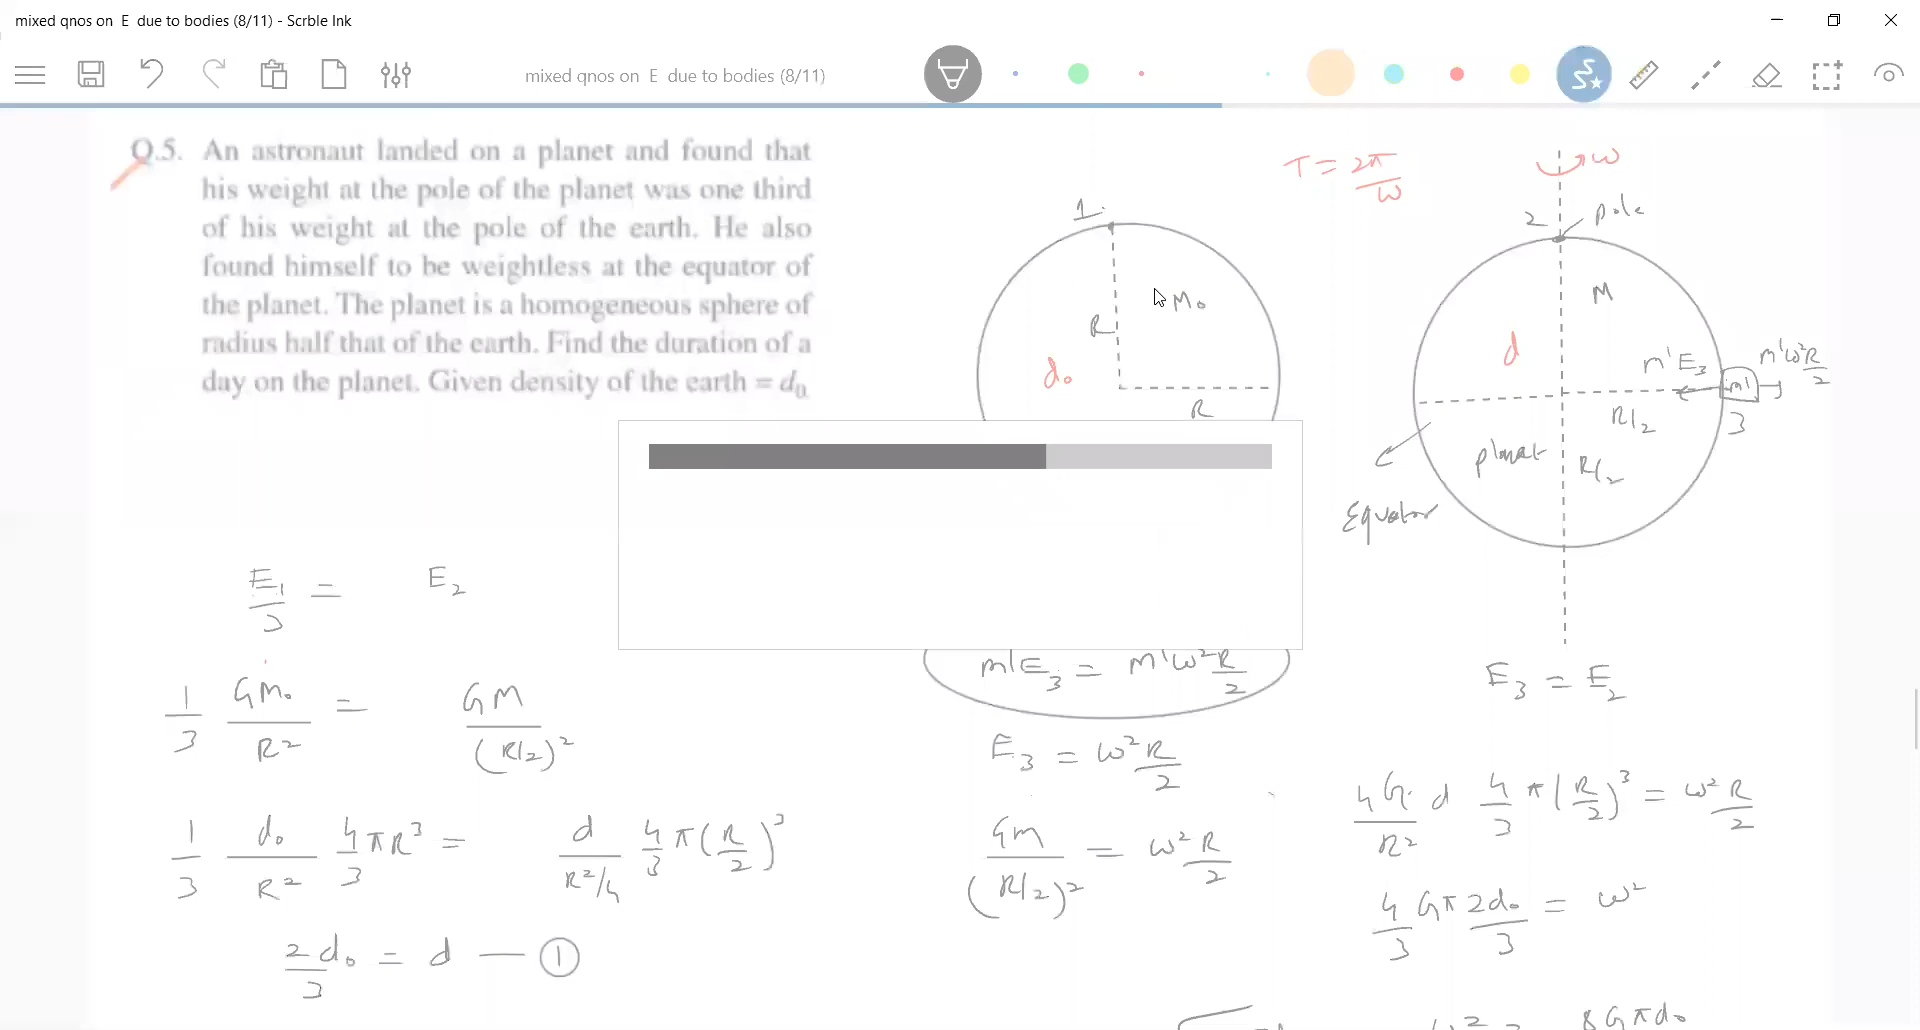 mixed qnos on E due to bodies (8/11) - Scrble Ink
mixed qnos on E due to bodies (8/11)
Q.5. An astronaut landed on a planet and found that
his weight at the pole of the planet was one third
of his weight at the pole of the earth. He also
found himself to be weightless at the equator of
the planet. The planet is a homogeneous sphere of
radius half that of the earth. Find the duration of a
day on the planet. Given density of the earth = d₀
T = 2π/ω
ω
1
2
pole
M₀
R
d₀
R
M
d
m'E₃
m'
m'ω²R/2
R/2
3
planet
R/2
Equator
E₁/3 = E₂
1/3 GM₀/R² = GM/(R/2)²
1/3 d₀/R² 4/3 πR³ = d/R²/4 4/3 π(R/2)³
2d₀/3 = d — ①
m'E₃ = m'ω²R/2
E₃ = ω²R/2
GM/(R/2)² = ω²R/2
E₃ = E₂
4G/R² d 4/3 π(R/2)³ = ω²R/2
4/3 Gπ 2d₀/3 = ω²
8Gπd₀